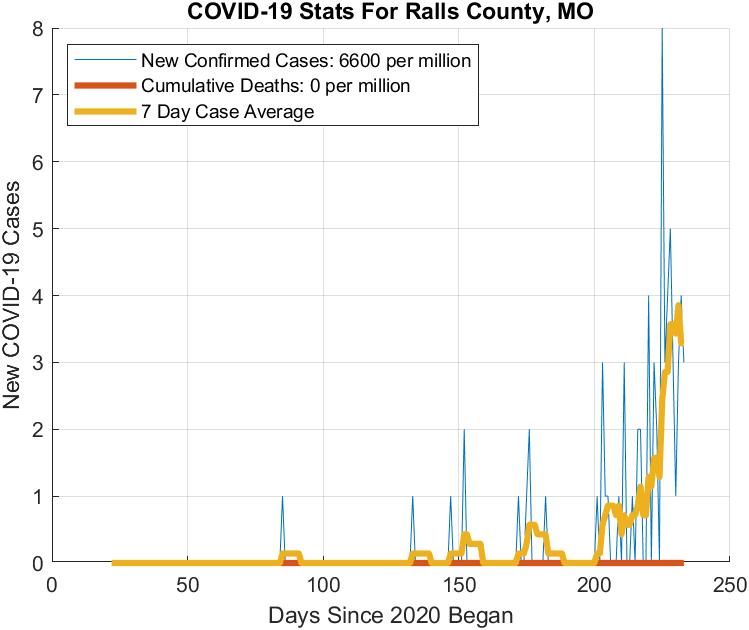 COVID-19 Stats For Ralls County, MO
New Confirmed Cases: 6600 per million
Cumulative Deaths: 0 per million
7 Day Case Average
New COVID-19 Cases
8
7
6
5
4
3
2
1
0
0 50 100 150 200 250
Days Since 2020 Began